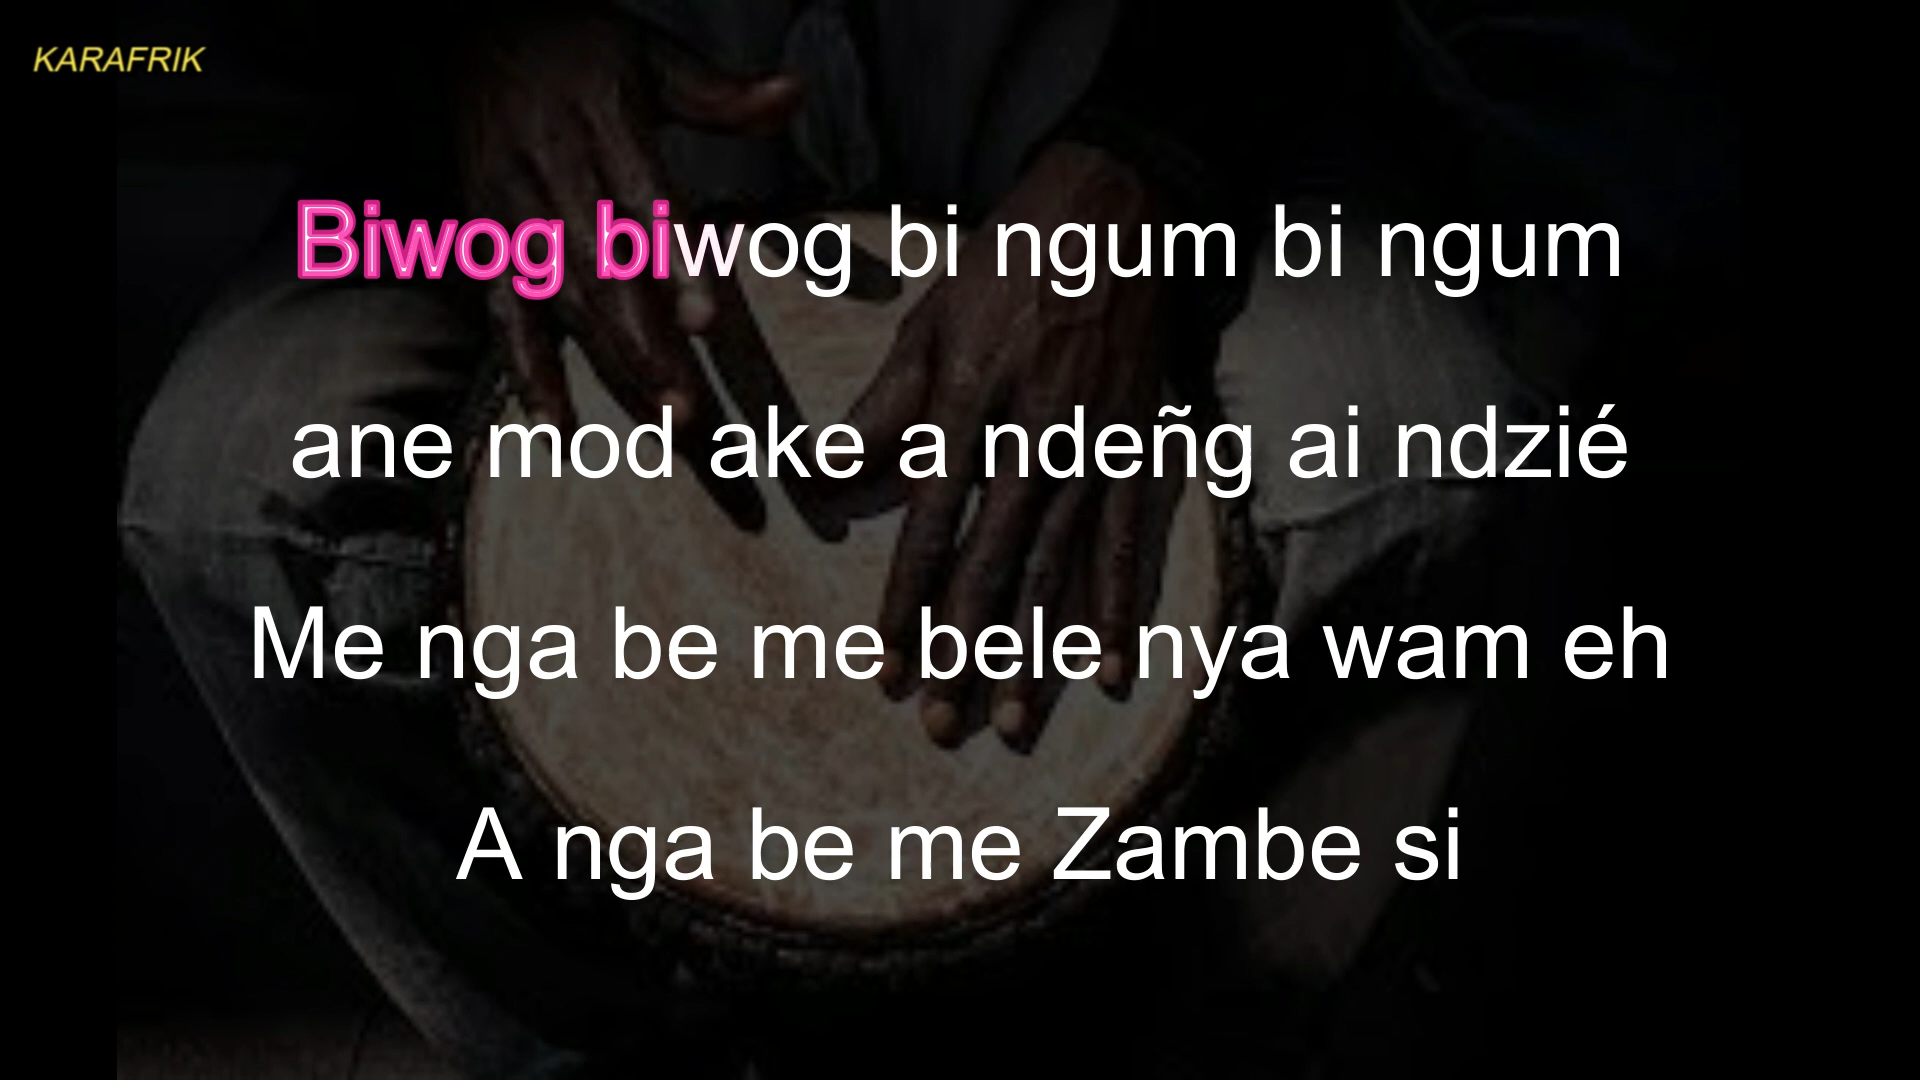 KARAFRIK
Biwog biwog bi ngum bi ngum
ane mod ake a ndeñg ai ndzié
Me nga be me bele nya wam eh
A nga be me Zambe si